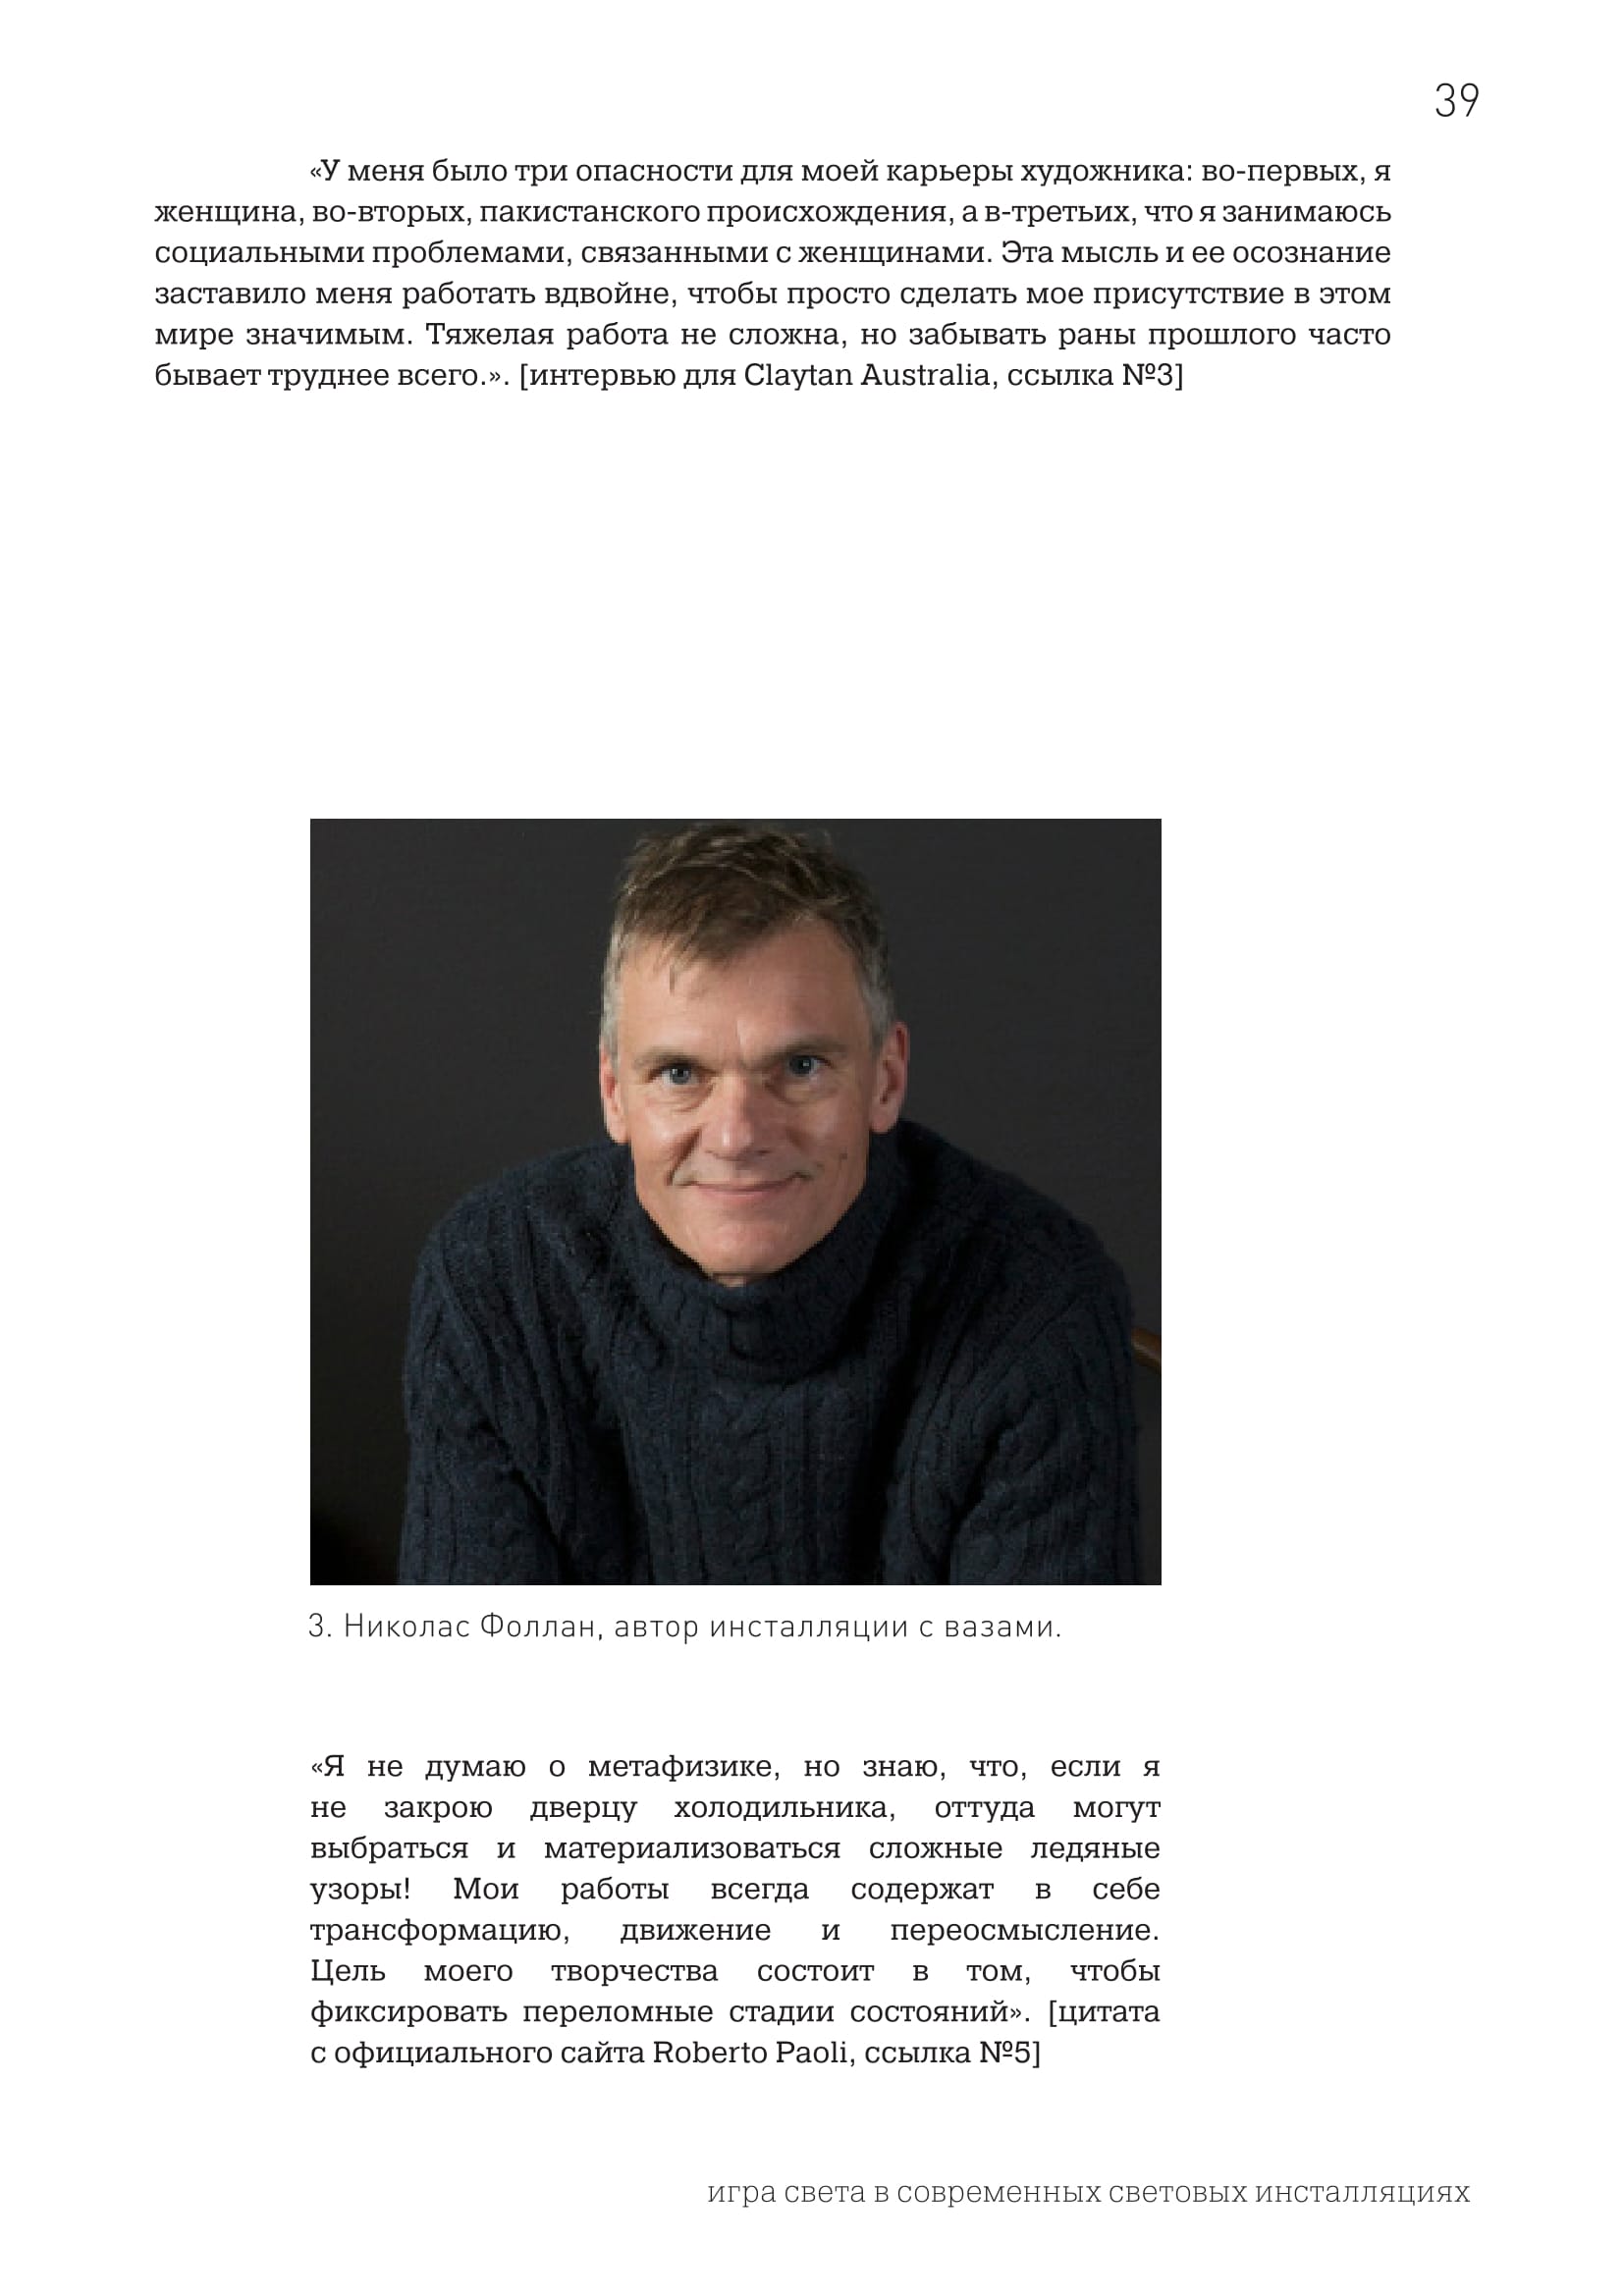 39
«У меня было три опасности для моей карьеры художника: во-первых, я
женщина, во-вторых, пакистанского происхождения, а в-третьих, что я занимаюсь
социальными проблемами, связанными с женщинами. Эта мысль и ее осознание
заставило меня работать вдвойне, чтобы просто сделать мое присутствие в этом
мире значимым. Тяжелая работа не сложна, но забывать раны прошлого часто
бывает труднее всего.». [интервью для Claytan Australia, ссылка №3]
3. Николас Фоллан, автор инсталляции с вазами.
«Я не думаю о метафизике, но знаю, что, если я
не закрою дверцу холодильника, оттуда могут
выбраться и материализоваться сложные ледяные
узоры! Мои работы всегда содержат в себе
трансформацию, движение и переосмысление.
Цель моего творчества состоит в том, чтобы
фиксировать переломные стадии состояний». [цитата
с официального сайта Roberto Paoli, ссылка №5]
игра света в современных световых инсталляциях